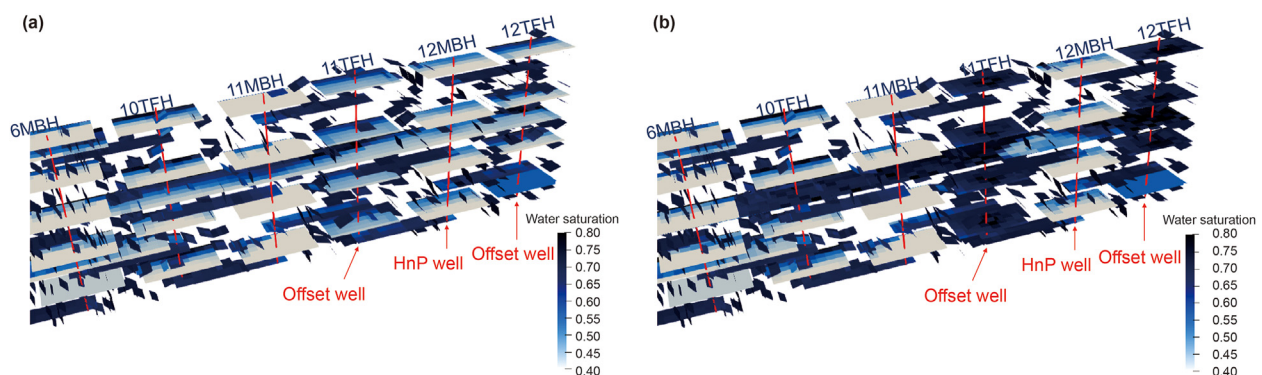 (a)
6MBH
10TFH
11MBH
11TFH
12MBH
12TFH
Water saturation
0.80
0.75
0.70
0.65
0.60
0.55
0.50
0.45
0.40
Offset well
HnP well
Offset well
(b)
6MBH
10TFH
11MBH
11TFH
12MBH
12TFH
Water saturation
0.80
0.75
0.70
0.65
0.60
0.55
0.50
0.45
0.40
Offset well
HnP well
Offset well